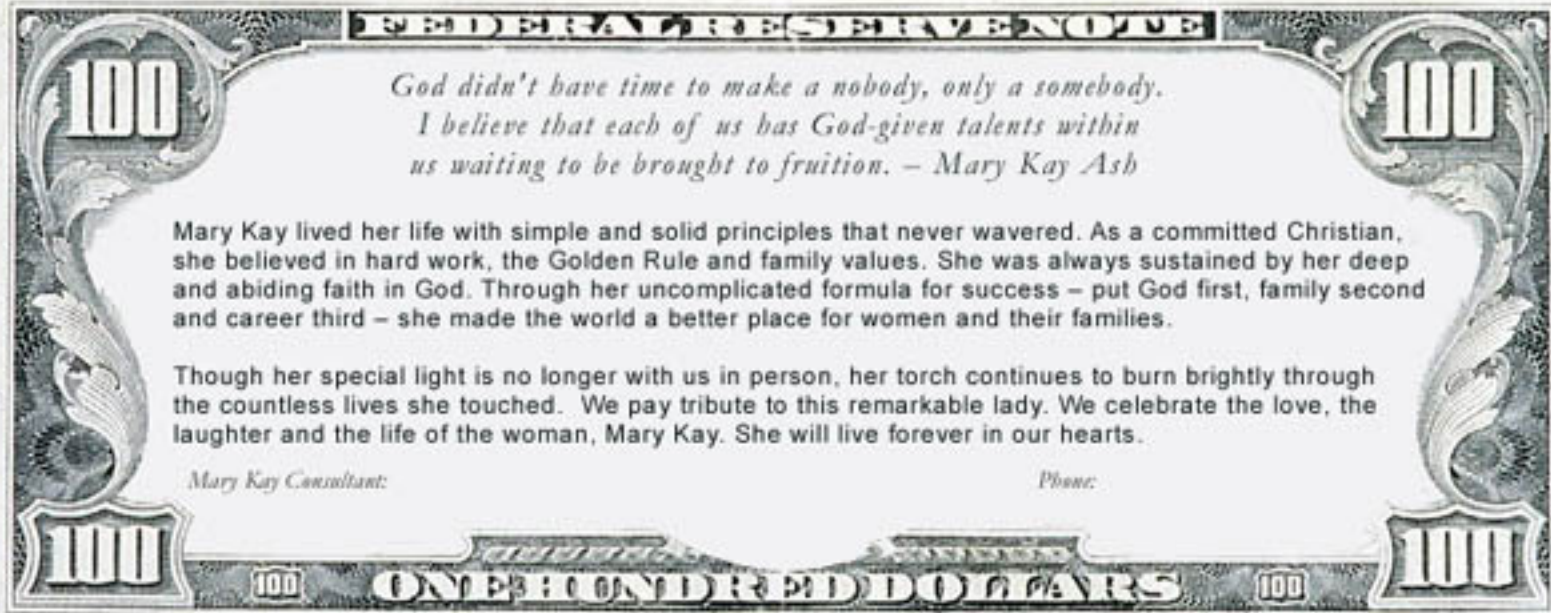 FEDERAL RESERVE NOTE
100
100
God didn't have time to make a nobody, only a somebody.
I believe that each of us has God-given talents within
us waiting to be brought to fruition. – Mary Kay Ash
Mary Kay lived her life with simple and solid principles that never wavered. As a committed Christian,
she believed in hard work, the Golden Rule and family values. She was always sustained by her deep
and abiding faith in God. Through her uncomplicated formula for success – put God first, family second
and career third – she made the world a better place for women and their families.
Though her special light is no longer with us in person, her torch continues to burn brightly through
the countless lives she touched.  We pay tribute to this remarkable lady. We celebrate the love, the
laughter and the life of the woman, Mary Kay. She will live forever in our hearts.
Mary Kay Consultant:
Phone:
100
100
100
ONE HUNDRED DOLLARS
100